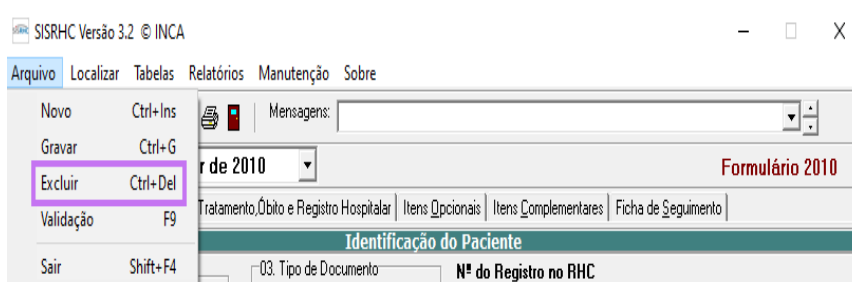 SISRHC Versão 3.2 © INCA
Arquivo Localizar Tabelas Relatórios Manutenção Sobre
Novo Ctrl+Ins
Mensagens:
Gravar Ctrl+G
r de 2010
Formulário 2010
Excluir Ctrl+Del
Validação F9
Tratamento,Óbito e Registro Hospitalar Itens Opcionais Itens Complementares Ficha de Seguimento
Identificação do Paciente
Sair Shift+F4
03. Tipo de Documento
Nº do Registro no RHC